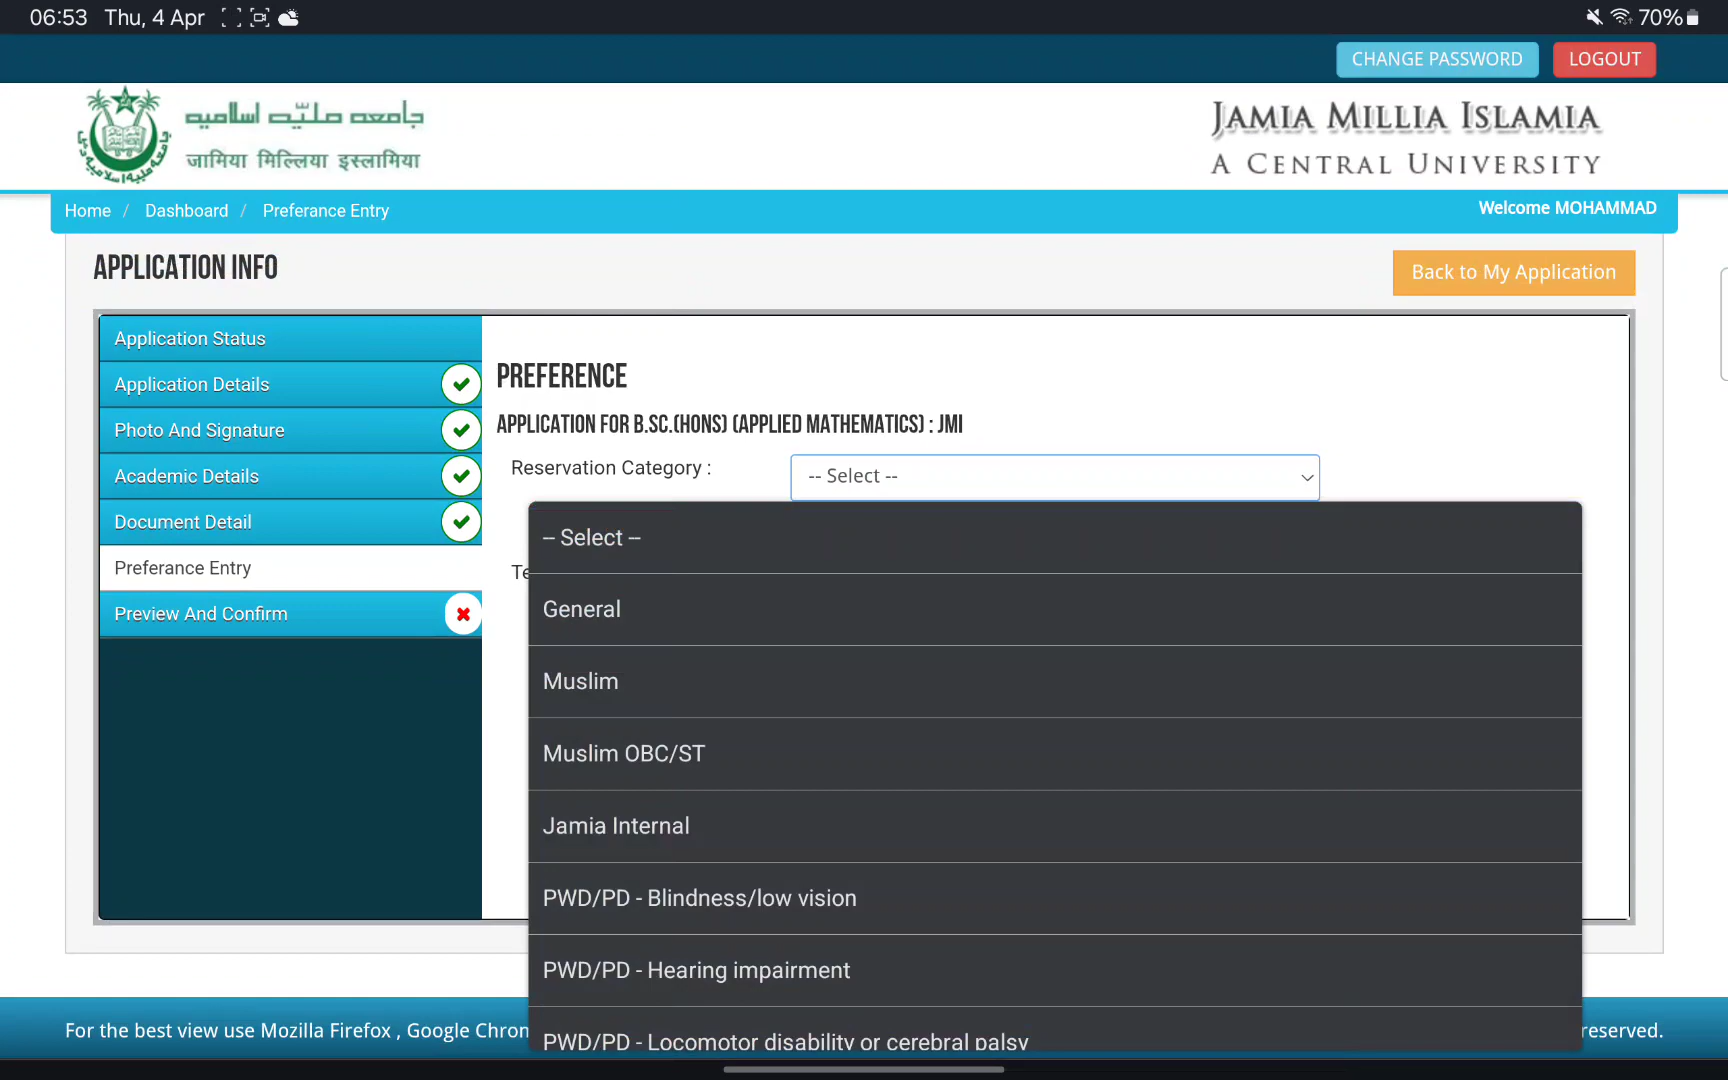 06:53 Thu, 4 Apr
70%
CHANGE PASSWORD
LOGOUT
جامعه ملیّہ اسلامیه
जामिया मिल्लिया इस्लामिया
JAMIA MILLIA ISLAMIA
A CENTRAL UNIVERSITY
Home / Dashboard / Preferance Entry
Welcome MOHAMMAD
APPLICATION INFO
Back to My Application
Application Status
Application Details
Photo And Signature
Academic Details
Document Detail
Preferance Entry
Preview And Confirm
PREFERENCE
APPLICATION FOR B.SC.(HONS) (APPLIED MATHEMATICS) : JMI
Reservation Category :
-- Select --
-- Select --
General
Muslim
Muslim OBC/ST
Jamia Internal
PWD/PD - Blindness/low vision
PWD/PD - Hearing impairment
PWD/PD - Locomotor disability or cerebral palsy
For the best view use Mozilla Firefox , Google Chron
reserved.